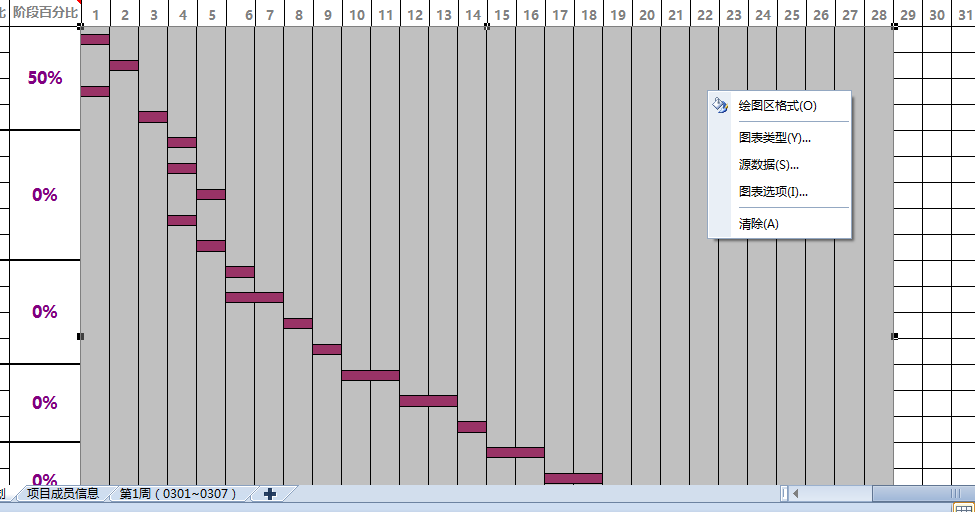 比 阶段百分比 1 2 3 4 5 6 7 8 9 10 11 12 13 14 15 16 17 18 19 20 21 22 23 24 25 26 27 28 29 30 31
50%
绘图区格式(O)
图表类型(Y)...
源数据(S)...
0%
图表选项(I)...
清除(A)
0%
0%
0%
划 项目成员信息 第1周（0301~0307）